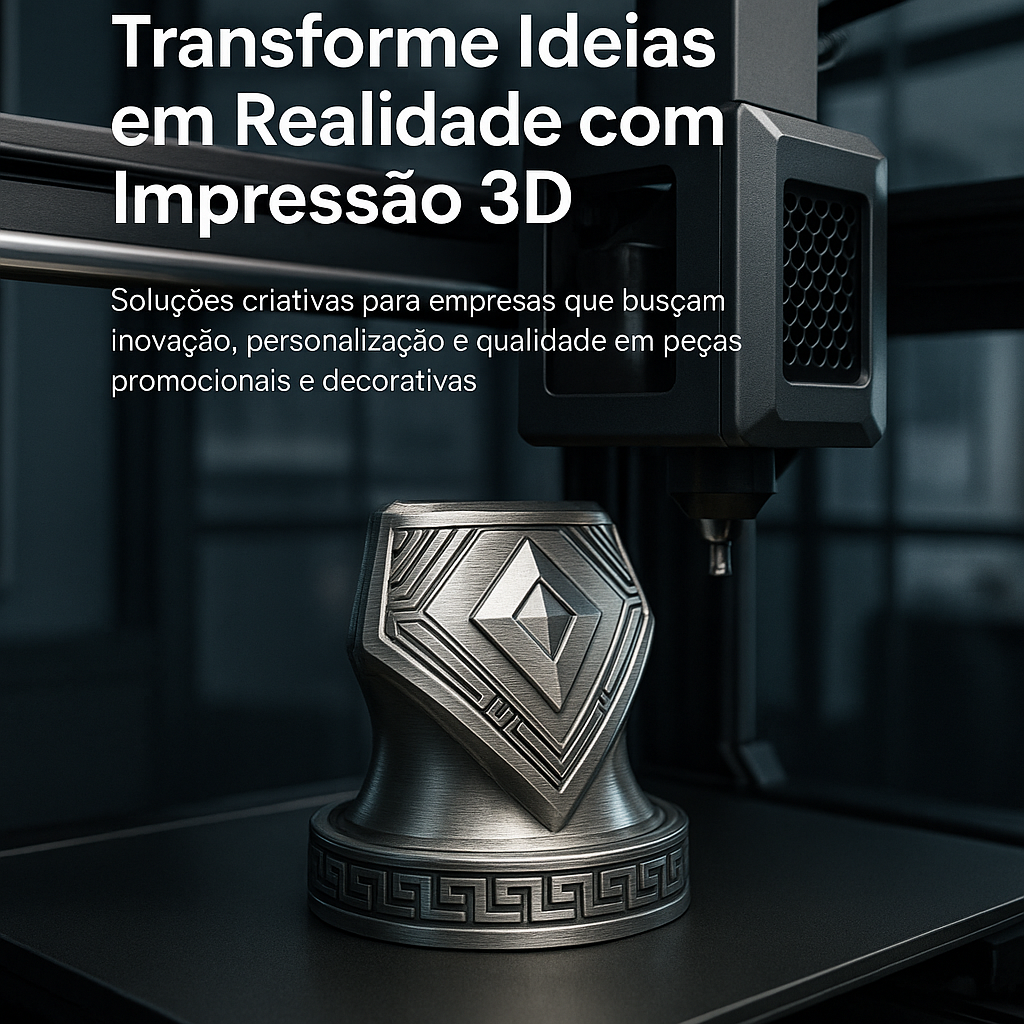 Transforme Ideias
em Realidade com
Impressão 3D
Soluções criativas para empresas que busçam
inovação, personalização e qualidade em peças
promocionais e decorativas